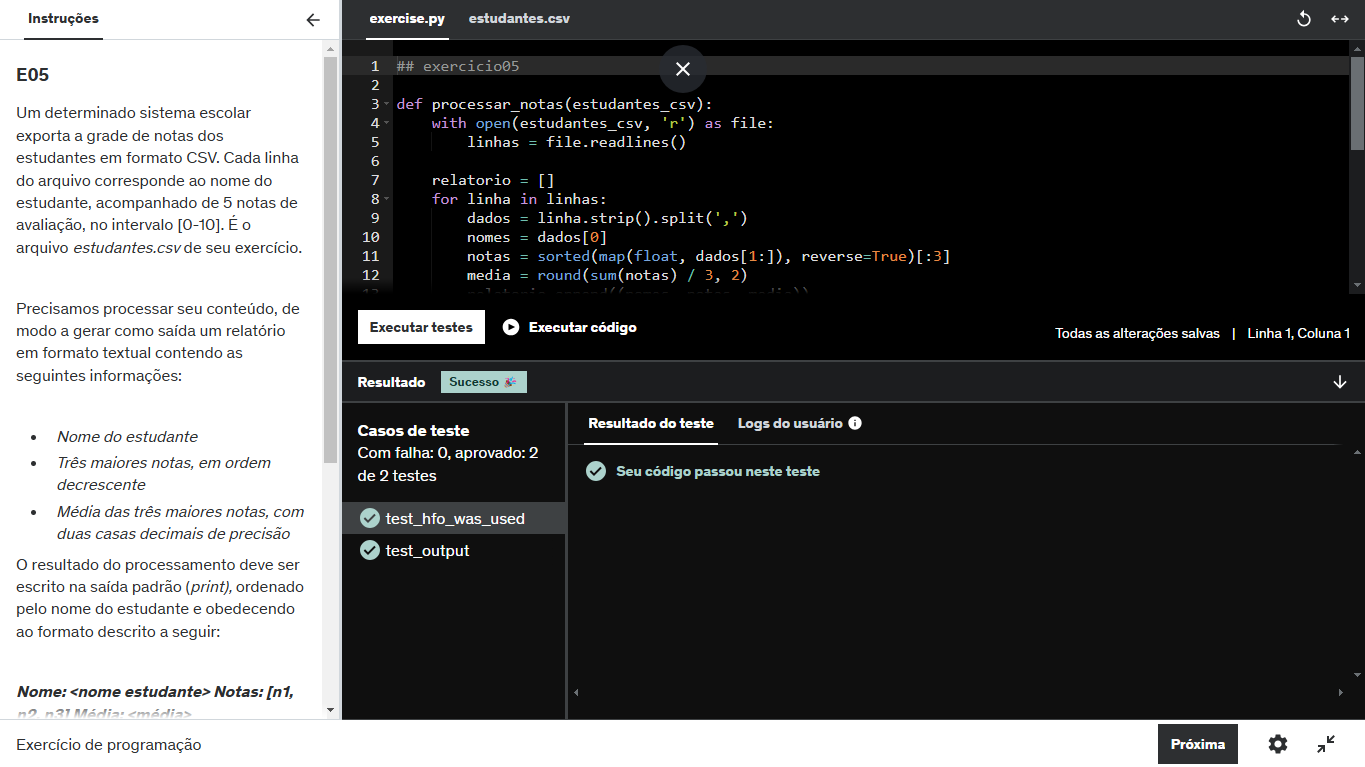 Instruções
E05
Um determinado sistema escolar
exporta a grade de notas dos
estudantes em formato CSV. Cada linha
do arquivo corresponde ao nome do
estudante, acompanhado de 5 notas de
avaliação, no intervalo [0-10]. É o
arquivo estudantes.csv de seu exercício.
Precisamos processar seu conteúdo, de
modo a gerar como saída um relatório
em formato textual contendo as
seguintes informações:
• Nome do estudante
• Três maiores notas, em ordem
decrescente
• Média das três maiores notas, com
duas casas decimais de precisão
O resultado do processamento deve ser
escrito na saída padrão (print), ordenado
pelo nome do estudante e obedecendo
ao formato descrito a seguir:
Nome: <nome estudante> Notas: [n1,
n2, n3] Média: <média>
exercise.py estudantes.csv
1 ## exercicio05
2
3 def processar_notas(estudantes_csv):
4 with open(estudantes_csv, 'r') as file:
5 linhas = file.readlines()
6
7 relatorio = []
8 for linha in linhas:
9 dados = linha.strip().split(',')
10 nomes = dados[0]
11 notas = sorted(map(float, dados[1:]), reverse=True)[:3]
12 media = round(sum(notas) / 3, 2)
13 relatorio.append((nomes, notas, media))
Executar testes Executar código
Todas as alterações salvas | Linha 1, Coluna 1
Resultado Sucesso 🎉
Casos de teste
Com falha: 0, aprovado: 2
de 2 testes
test_hfo_was_used
test_output
Resultado do teste Logs do usuário
Seu código passou neste teste
Exercício de programação
Próxima